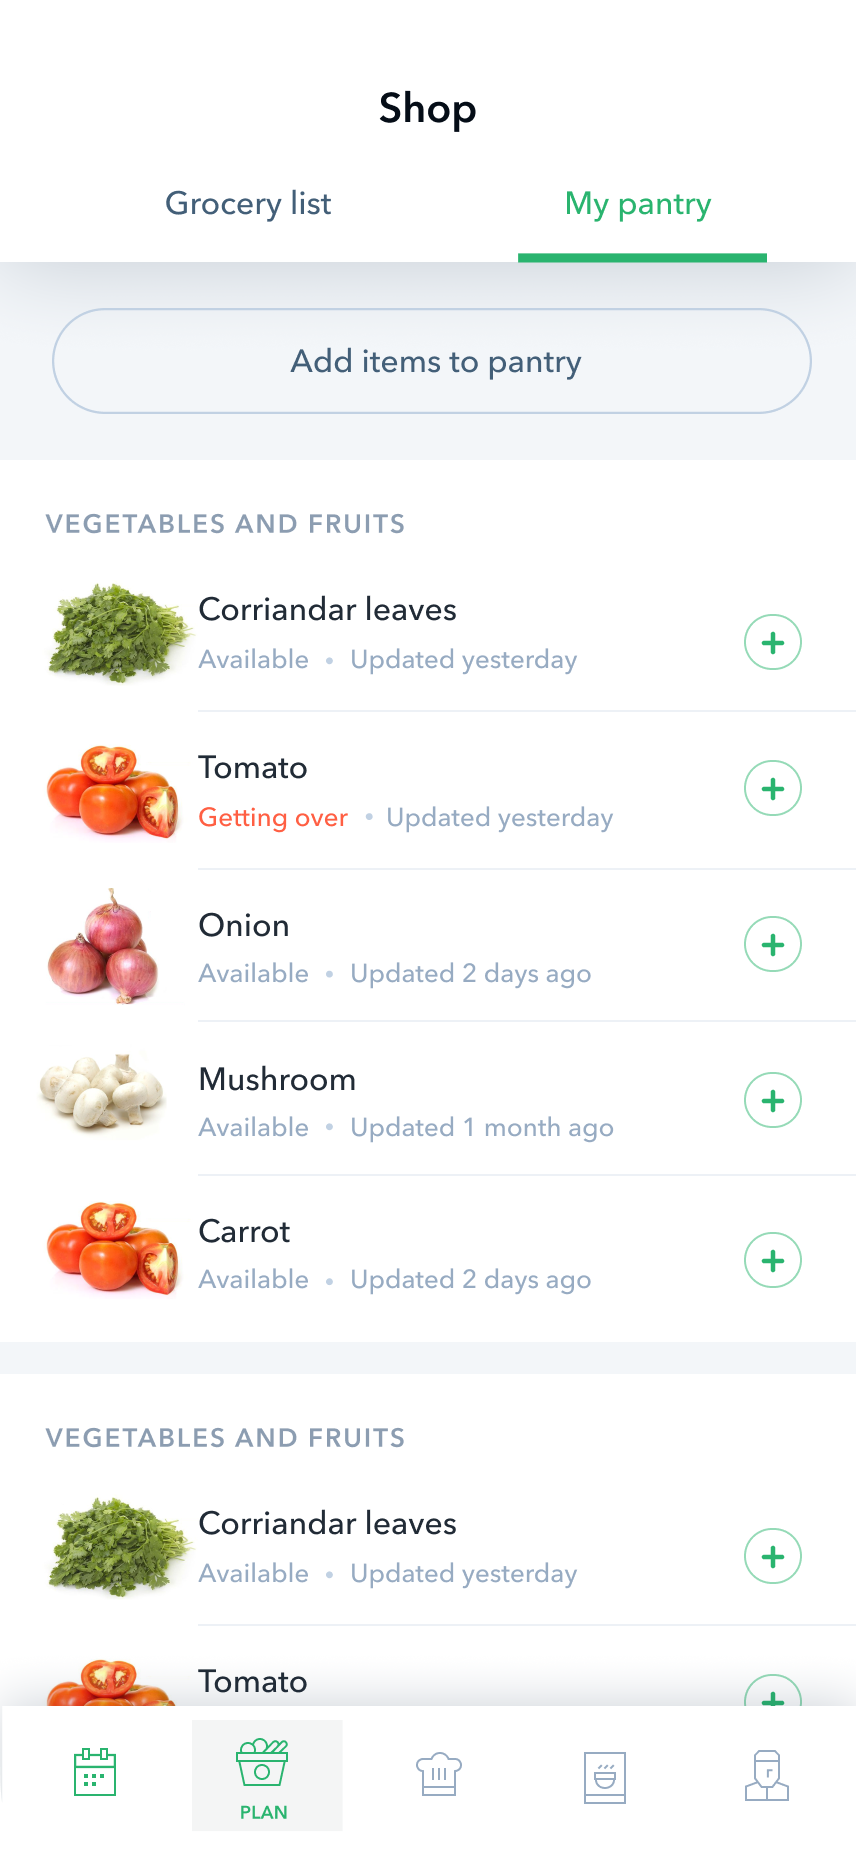 Shop
Grocery list My pantry
Add items to pantry
VEGETABLES AND FRUITS
Corriandar leaves
Available • Updated yesterday
Tomato
Getting over • Updated yesterday
Onion
Available • Updated 2 days ago
Mushroom
Available • Updated 1 month ago
Carrot
Available • Updated 2 days ago
VEGETABLES AND FRUITS
Corriandar leaves
Available • Updated yesterday
Tomato
PLAN